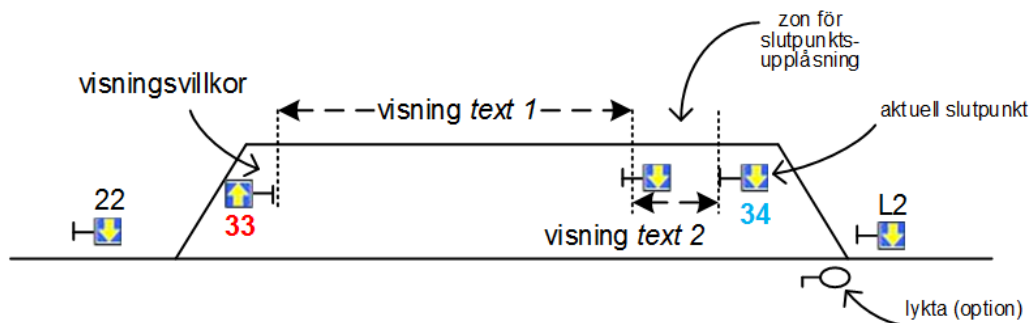 zon för
slutpunkts-
upplåsning
visningsvillkor
visning text 1
aktuell slutpunkt
22
33
34
L2
visning text 2
lykta (option)